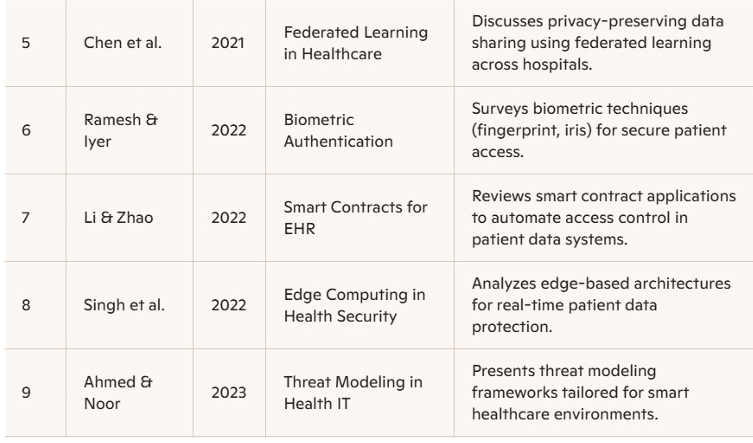 5 Chen et al. 2021 Federated Learning in Healthcare Discusses privacy-preserving data sharing using federated learning across hospitals.
6 Ramesh & Iyer 2022 Biometric Authentication Surveys biometric techniques (fingerprint, iris) for secure patient access.
7 Li & Zhao 2022 Smart Contracts for EHR Reviews smart contract applications to automate access control in patient data systems.
8 Singh et al. 2022 Edge Computing in Health Security Analyzes edge-based architectures for real-time patient data protection.
9 Ahmed & Noor 2023 Threat Modeling in Health IT Presents threat modeling frameworks tailored for smart healthcare environments.